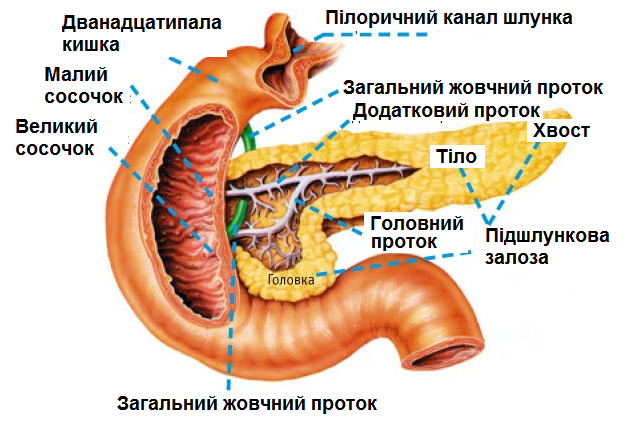 Дванадцатипала
кишка
Пілоричний канал шлунка
Малий
сосочок
Загальний жовчний проток
Додатковий проток
Великий
сосочок
Хвост
Тіло
Головний
проток
Підшлункова
залоза
Головка
Загальний жовчний проток